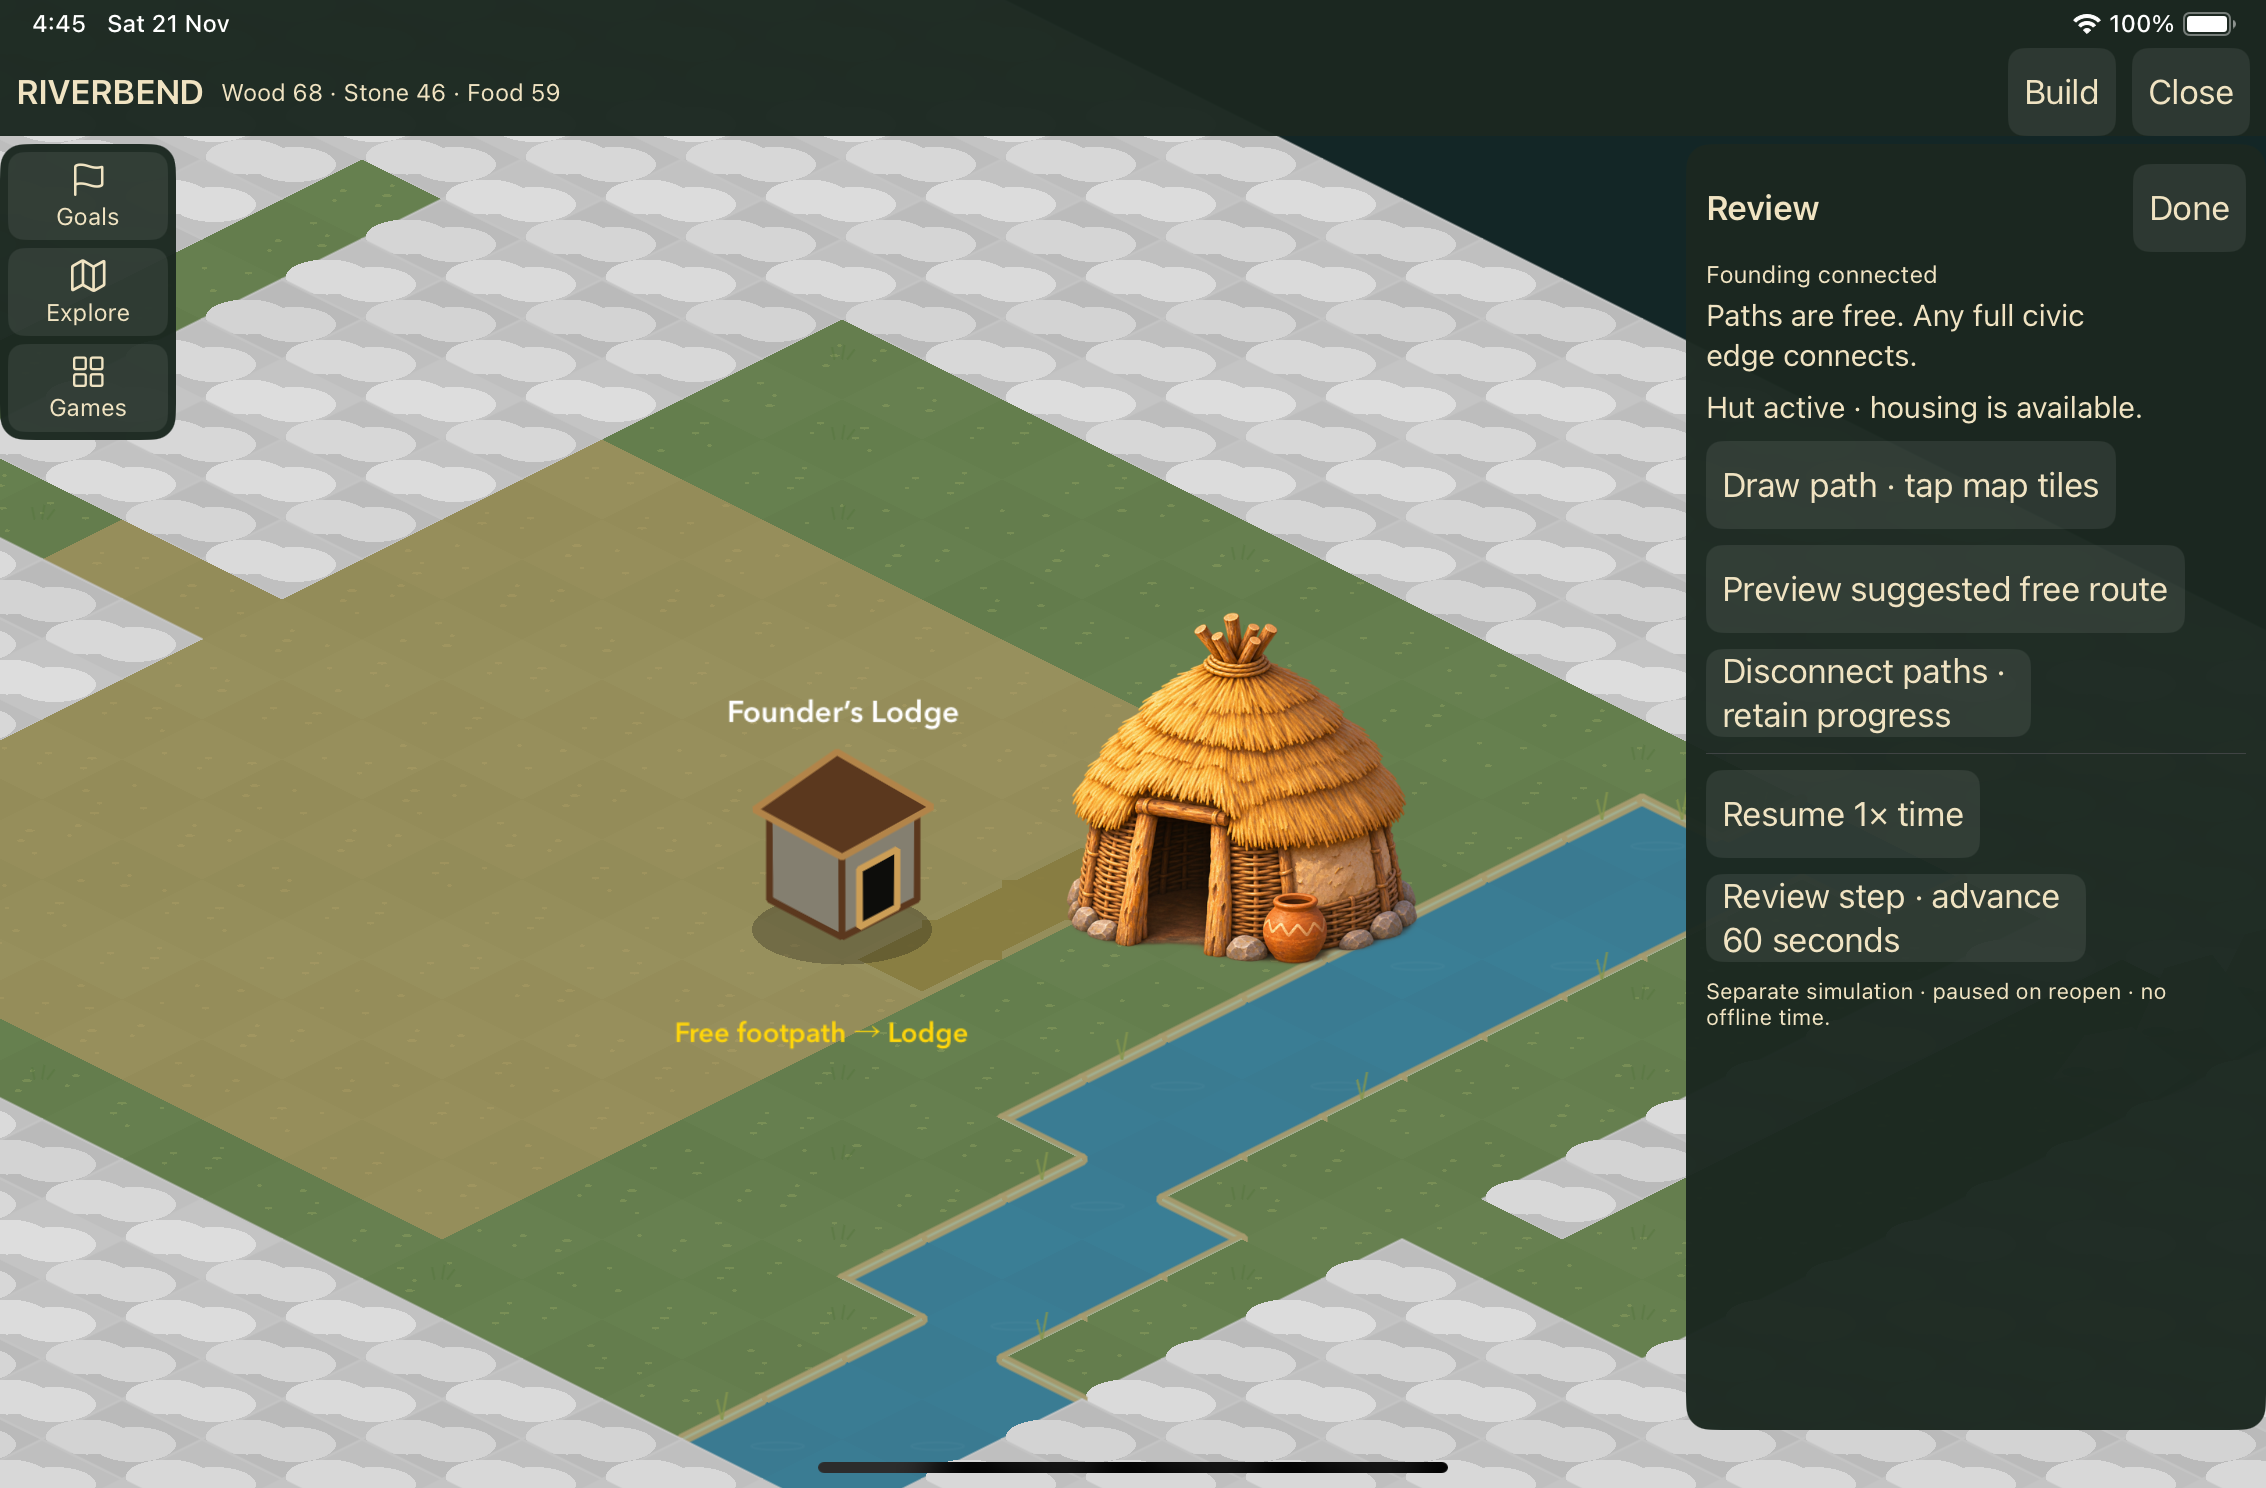 4:45 Sat 21 Nov
100%
RIVERBEND Wood 68 · Stone 46 · Food 59
Build
Close
Goals
Explore
Games
Founder’s Lodge
Free footpath → Lodge
Review
Done
Founding connected
Paths are free. Any full civic
edge connects.
Hut active · housing is available.
Draw path · tap map tiles
Preview suggested free route
Disconnect paths ·
retain progress
Resume 1× time
Review step · advance
60 seconds
Separate simulation · paused on reopen · no
offline time.